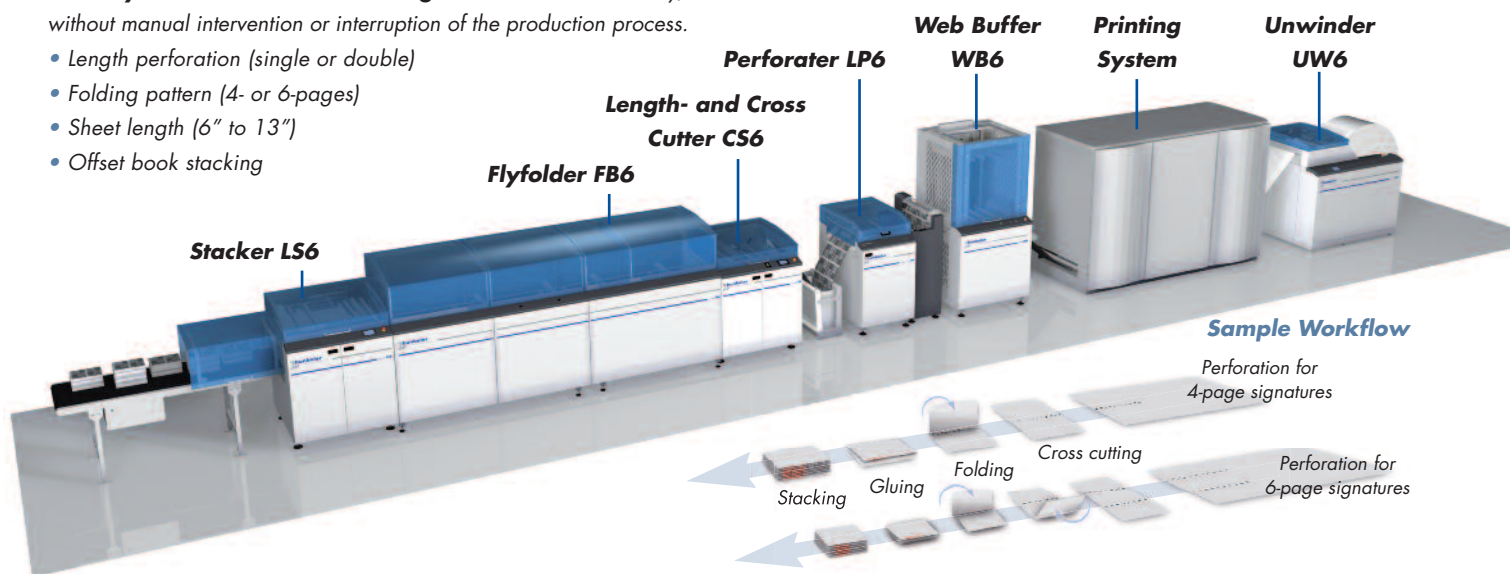 without manual intervention or interruption of the production process.
• Length perforation (single or double)
• Folding pattern (4- or 6-pages)
• Sheet length (6” to 13”)
• Offset book stacking
Stacker LS6
Flyfolder FB6
Length- and Cross
Cutter CS6
Perforater LP6
Web Buffer
WB6
Printing
System
Unwinder
UW6
Sample Workflow
Perforation for
4-page signatures
Cross cutting
Folding
Gluing
Stacking
Perforation for
6-page signatures